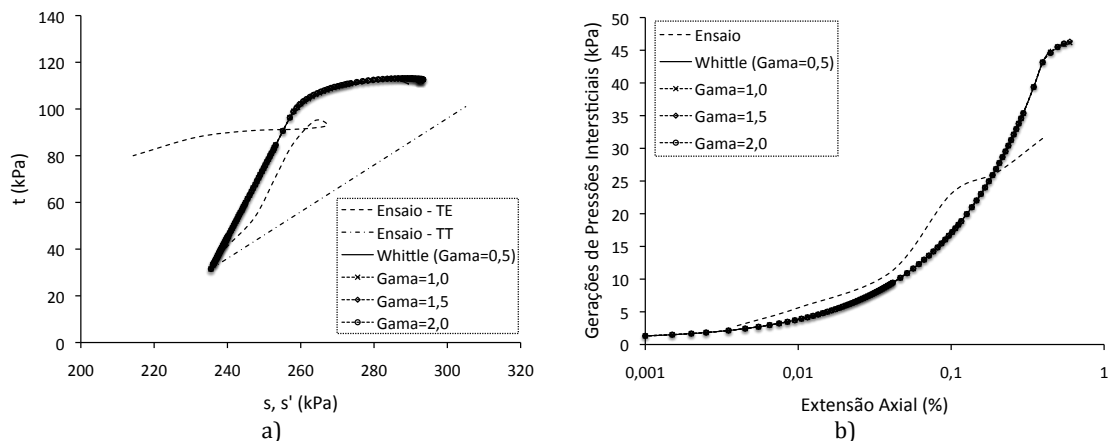 120
100
80
60
40
20
0
t (kPa)
200
220
240
260
280
300
320
s, s' (kPa)
Ensaio - TE
Ensaio - TT
Whittle (Gama=0,5)
Gama=1,0
Gama=1,5
Gama=2,0
a)
50
45
40
35
30
25
20
15
10
5
0
Gerações de Pressões Intersticiais (kPa)
Ensaio
Whittle (Gama=0,5)
Gama=1,0
Gama=1,5
Gama=2,0
0,001
0,01
0,1
1
Extensão Axial (%)
b)